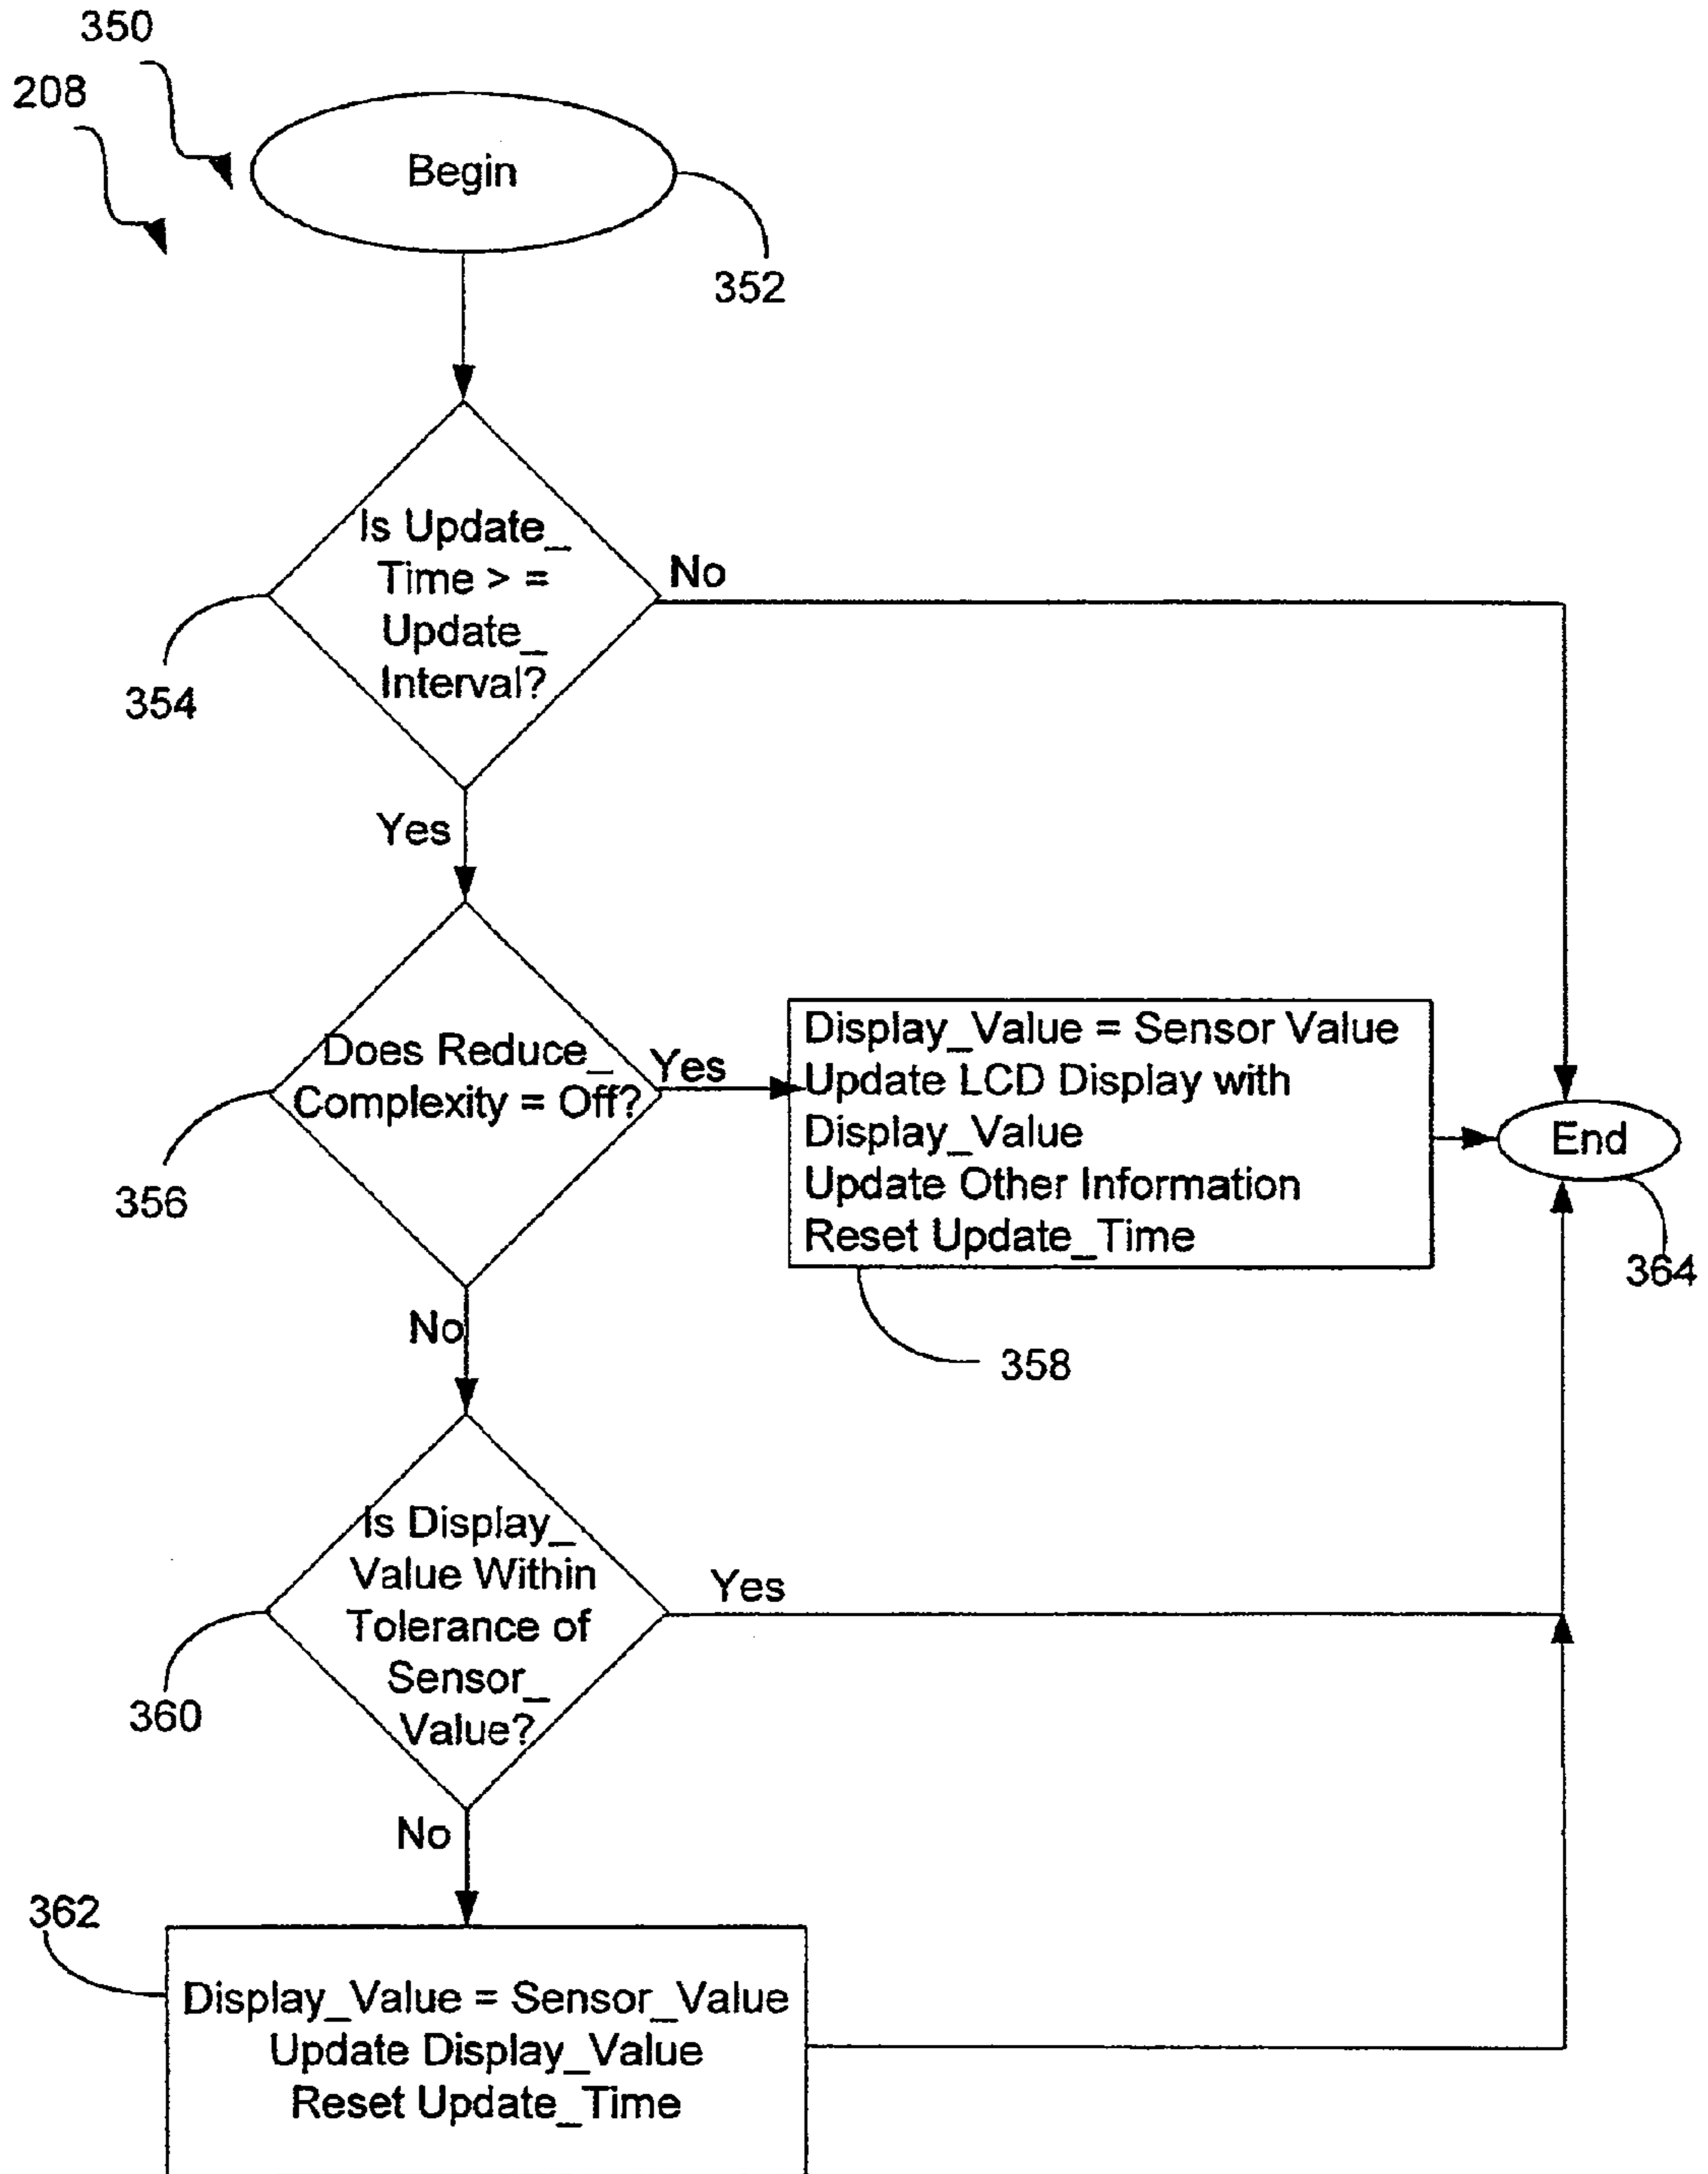 350
208
Begin
352
Is Update_
Time > =
Update_
Interval?
No
354
Yes
Does Reduce_
Complexity = Off?
Yes
356
Display_Value = Sensor Value
Update LCD Display with
Display_Value
Update Other Information
Reset Update_Time
End
364
358
No
Is Display_
Value Within
Tolerance of
Sensor_
Value?
Yes
360
No
362
Display_Value = Sensor_Value
Update Display_Value
Reset Update_Time